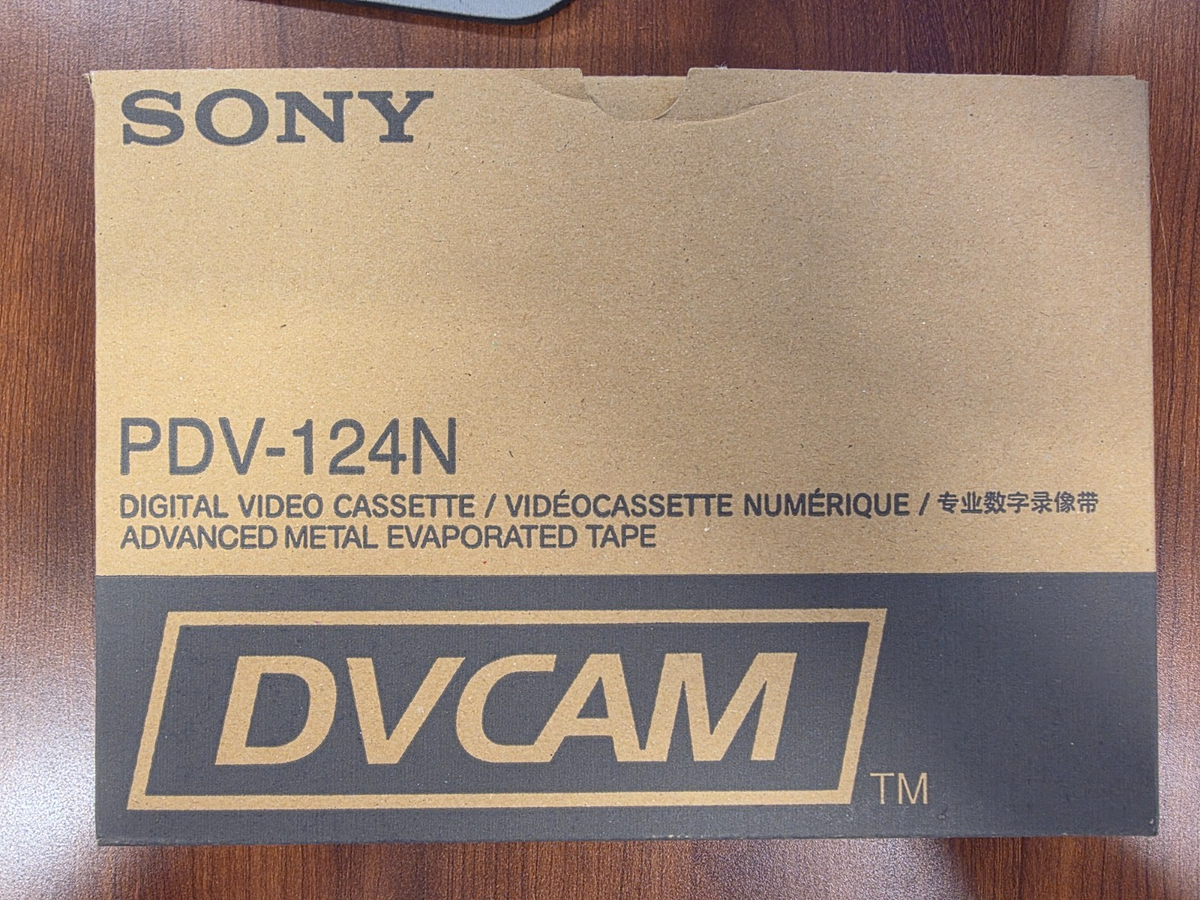 SONY
PDV-124N
DIGITAL VIDEO CASSETTE / VIDÉOCASSETTE NUMÉRIQUE / 专业数字录像带
ADVANCED METAL EVAPORATED TAPE
DVCAM
TM